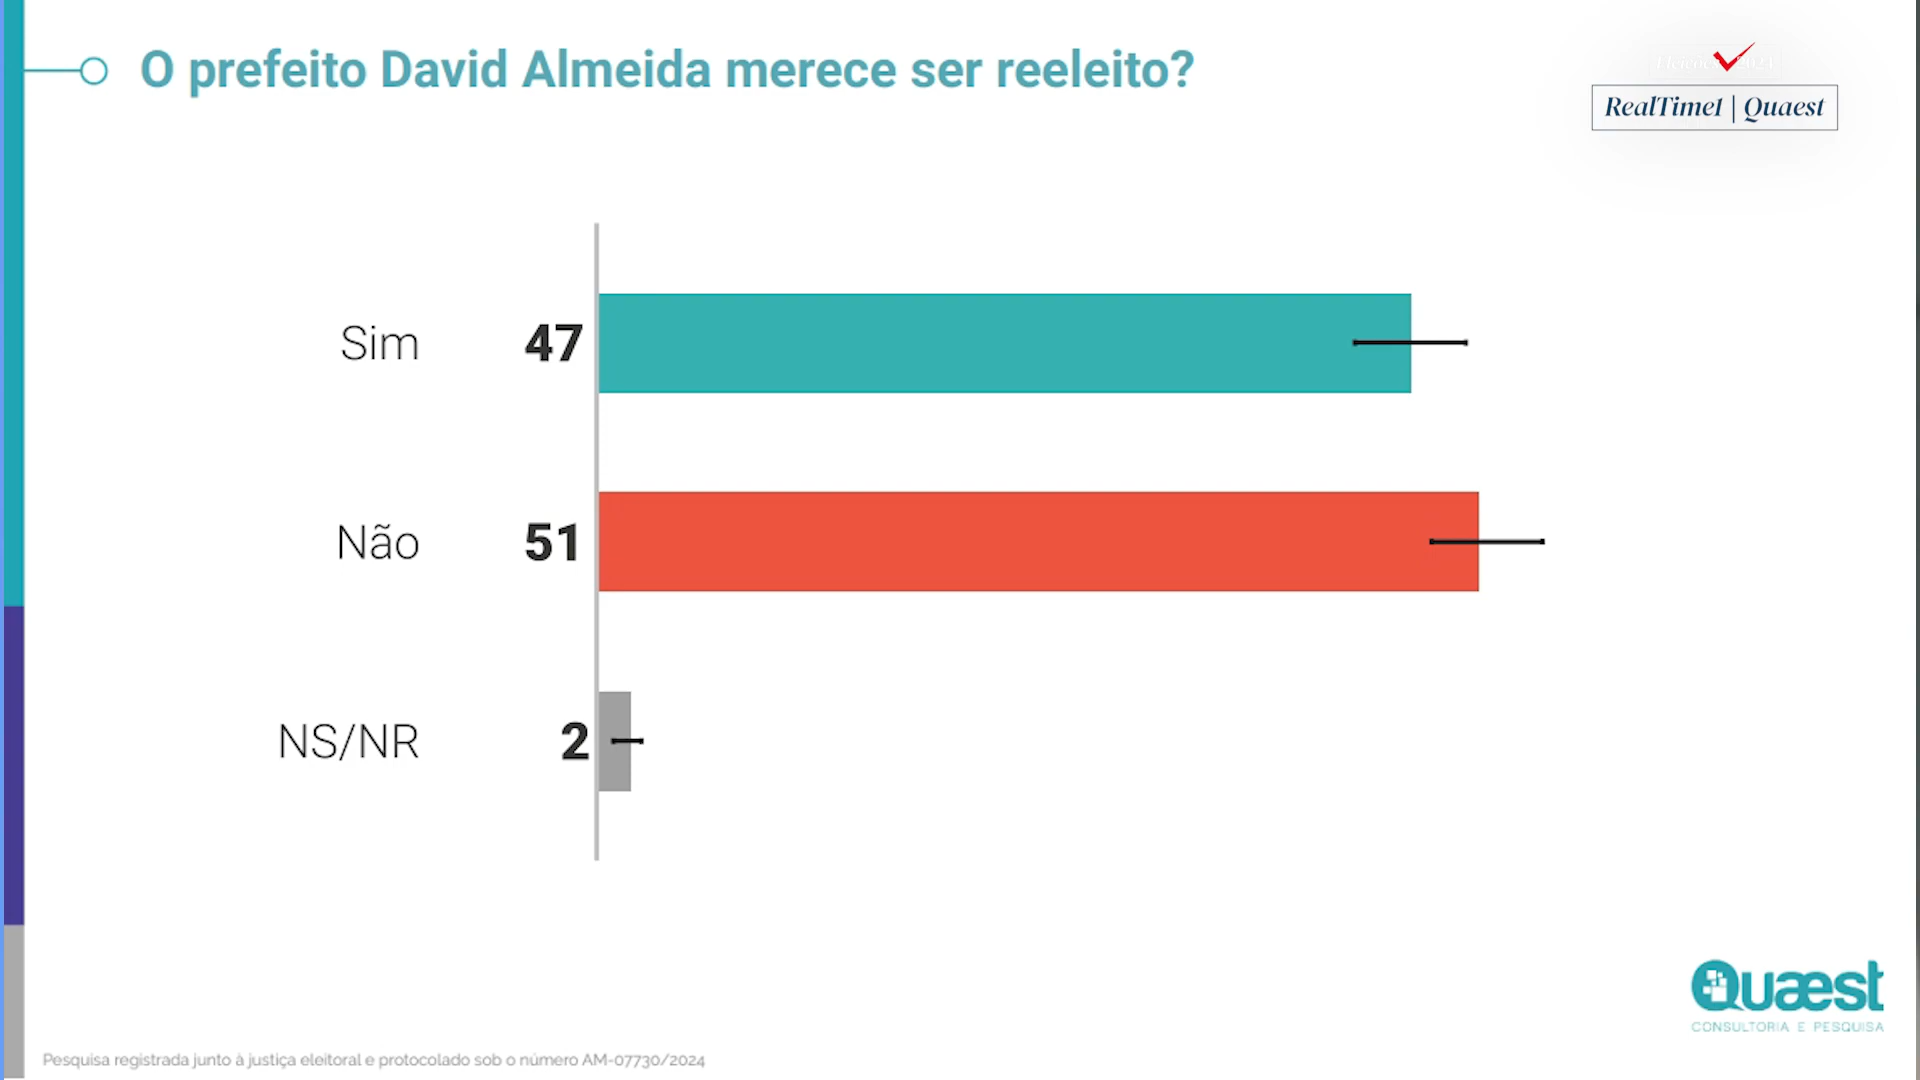 O prefeito David Almeida merece ser reeleito?
RealTime1 | Quaest
Sim 47
Não 51
NS/NR 2
Quæst
CONSULTORIA E PESQUISA
Pesquisa registrada junto à justiça eleitoral e protocolado sob o número AM-07730/2024